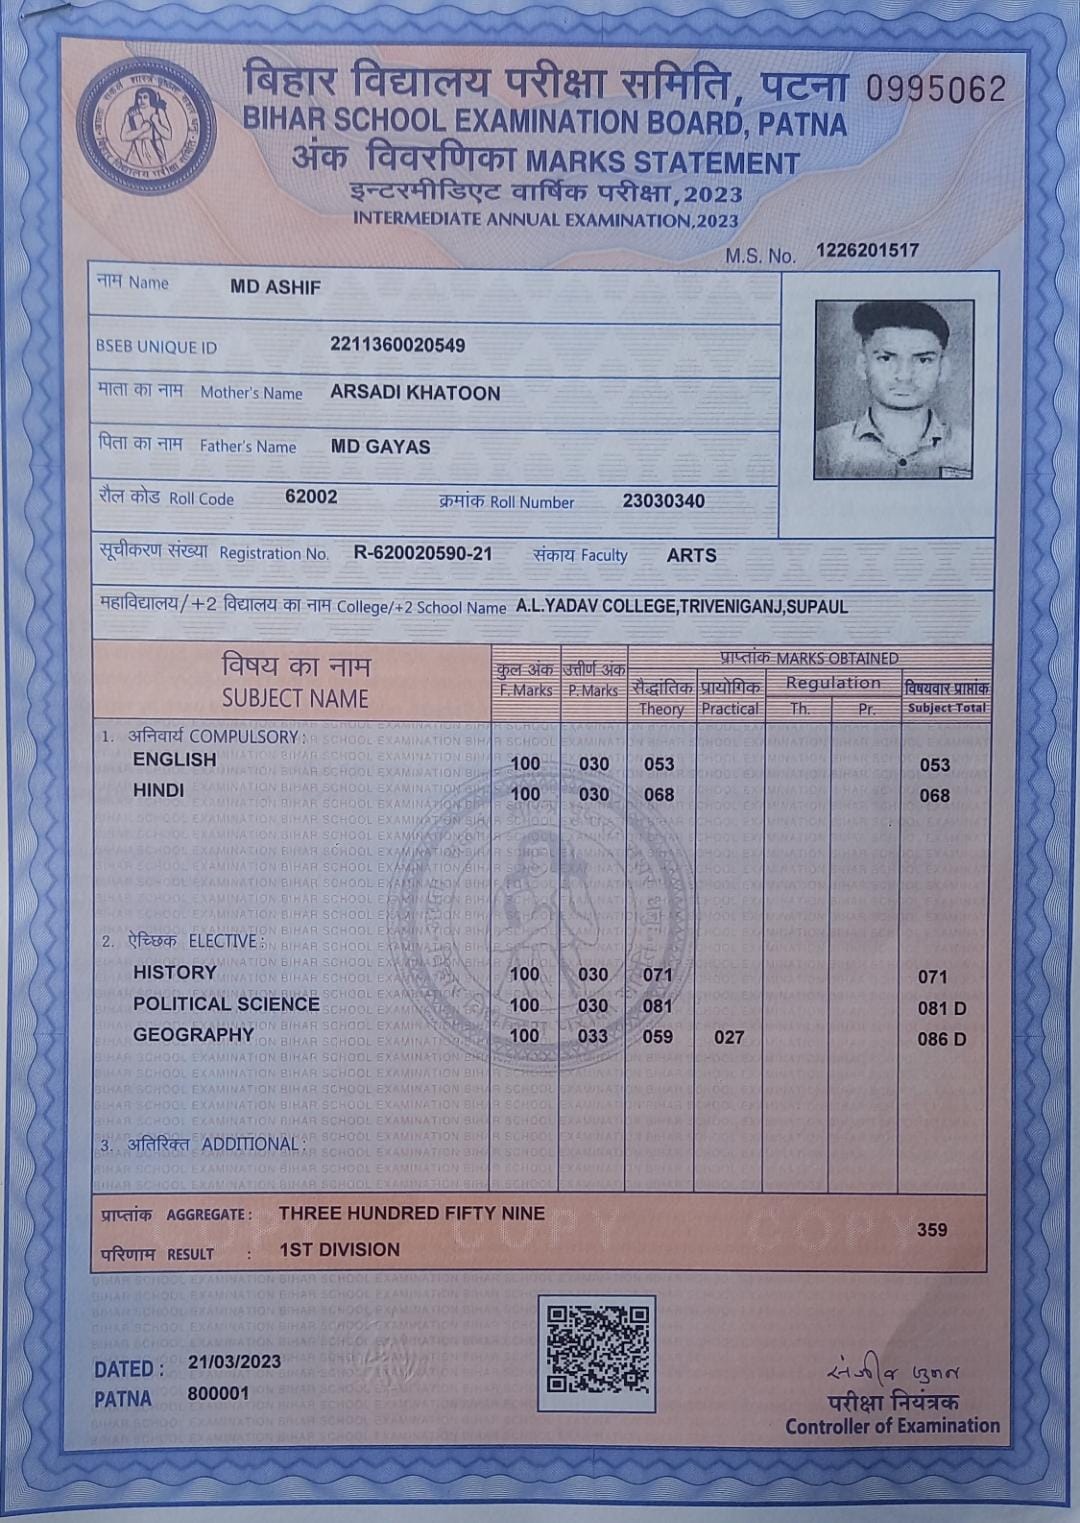 बिहार विद्यालय परीक्षा समिति, पटना 0995062
BIHAR SCHOOL EXAMINATION BOARD, PATNA
अंक विवरणिका MARKS STATEMENT
इन्टरमीडिएट वार्षिक परीक्षा,2023
INTERMEDIATE ANNUAL EXAMINATION,2023
M.S. No. 1226201517
नाम Name MD ASHIF
BSEB UNIQUE ID 2211360020549
माता का नाम Mother's Name ARSADI KHATOON
पिता का नाम Father's Name MD GAYAS
रौल कोड Roll Code 62002 क्रमांक Roll Number 23030340
सूचीकरण संख्या Registration No. R-620020590-21 संकाय Faculty ARTS
महाविद्यालय/+2 विद्यालय का नाम College/+2 School Name A.L.YADAV COLLEGE,TRIVENIGANJ,SUPAUL
विषय का नाम कुल अंक उत्तीर्ण अंक प्राप्तांक MARKS OBTAINED
SUBJECT NAME F. Marks P. Marks सैद्धांतिक प्रायोगिक Regulation विषयवार प्राप्तांक
Theory Practical Th. Pr. Subject Total
1. अनिवार्य COMPULSORY:
ENGLISH 100 030 053 053
HINDI 100 030 068 068
2. ऐच्छिक ELECTIVE:
HISTORY 100 030 071 071
POLITICAL SCIENCE 100 030 081 081 D
GEOGRAPHY 100 033 059 027 086 D
3. अतिरिक्त ADDITIONAL:
प्राप्तांक AGGREGATE: THREE HUNDRED FIFTY NINE 359
परिणाम RESULT : 1ST DIVISION
COPY COPY
DATED: 21/03/2023
PATNA 800001
परीक्षा नियंत्रक
Controller of Examination